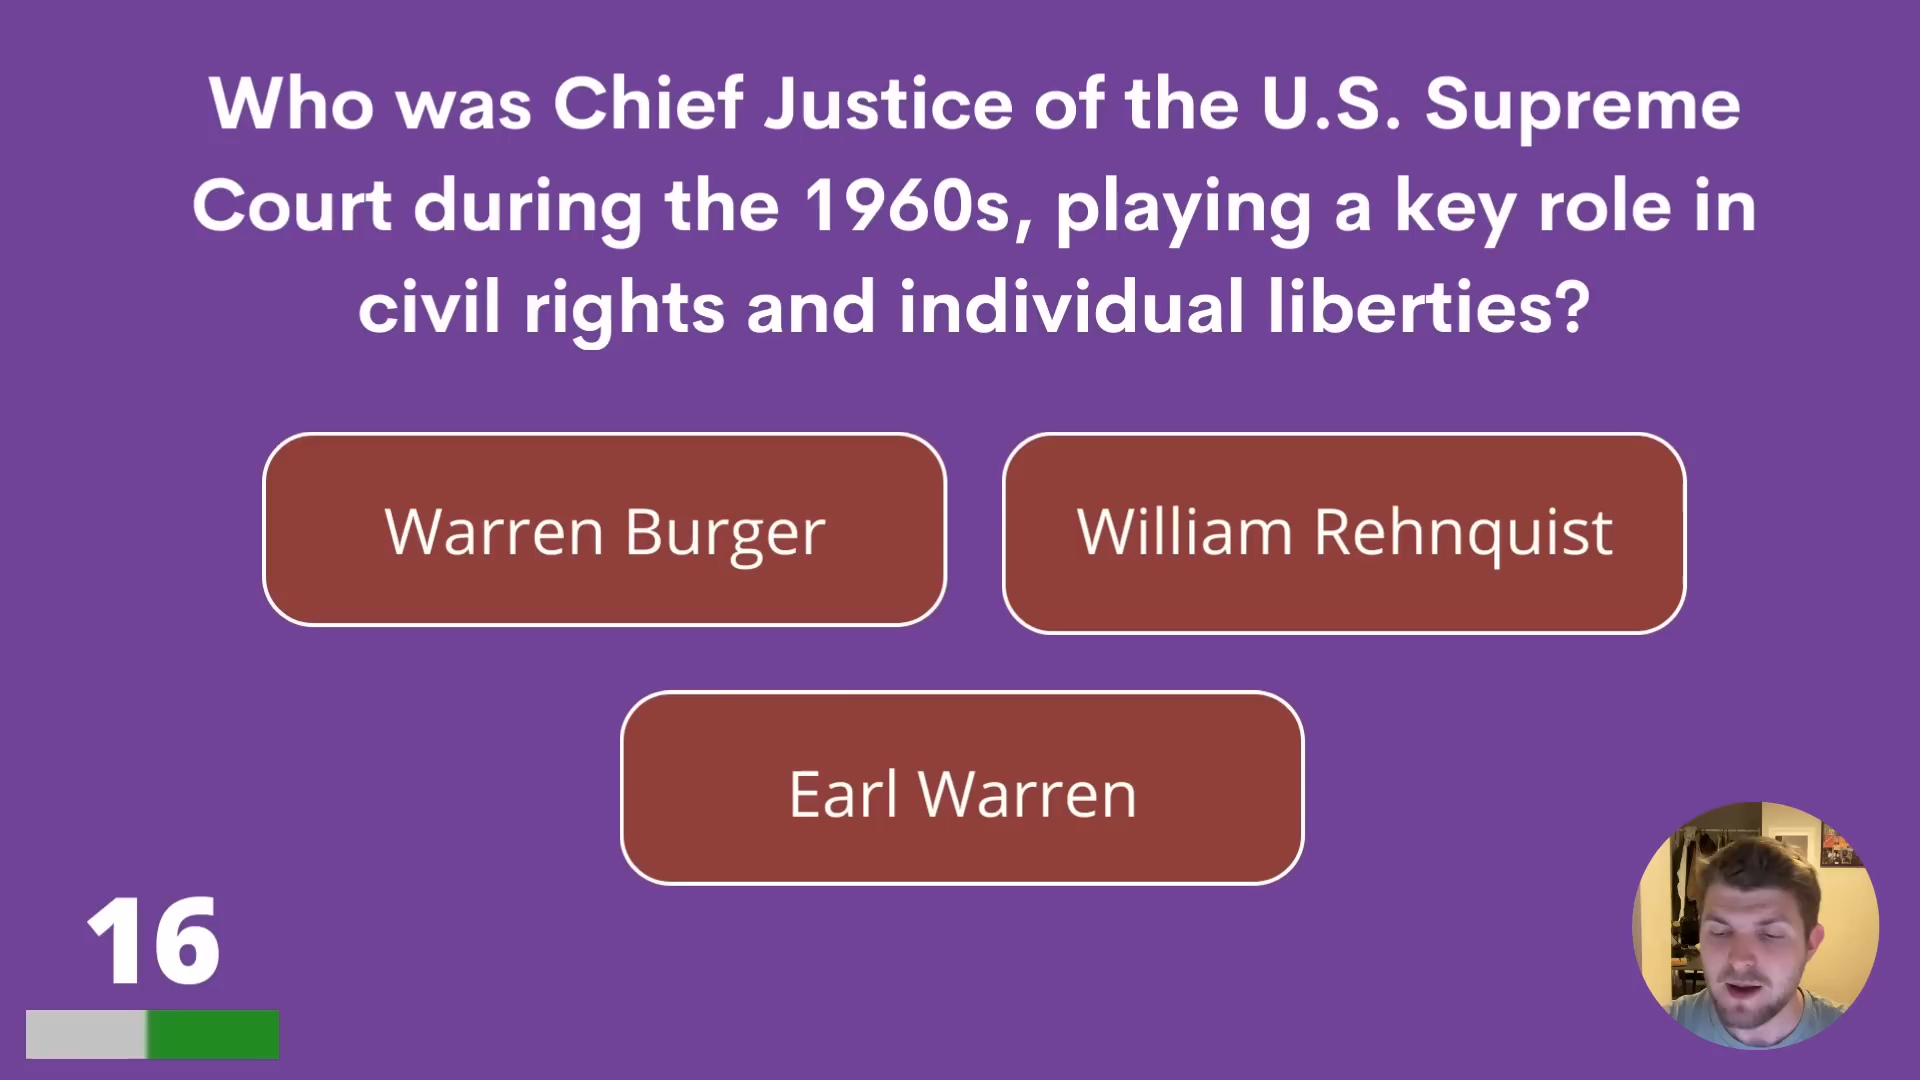 Who was Chief Justice of the U.S. Supreme
Court during the 1960s, playing a key role in
civil rights and individual liberties?
Warren Burger
William Rehnquist
Earl Warren
16